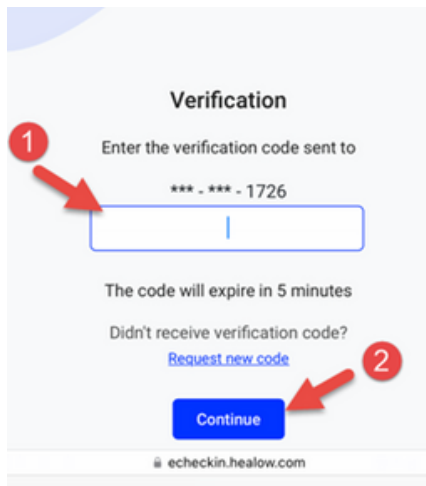 Verification
1
Enter the verification code sent to
*** - *** - 1726
The code will expire in 5 minutes
Didn't receive verification code?
Request new code
2
Continue
echeckin.healow.com